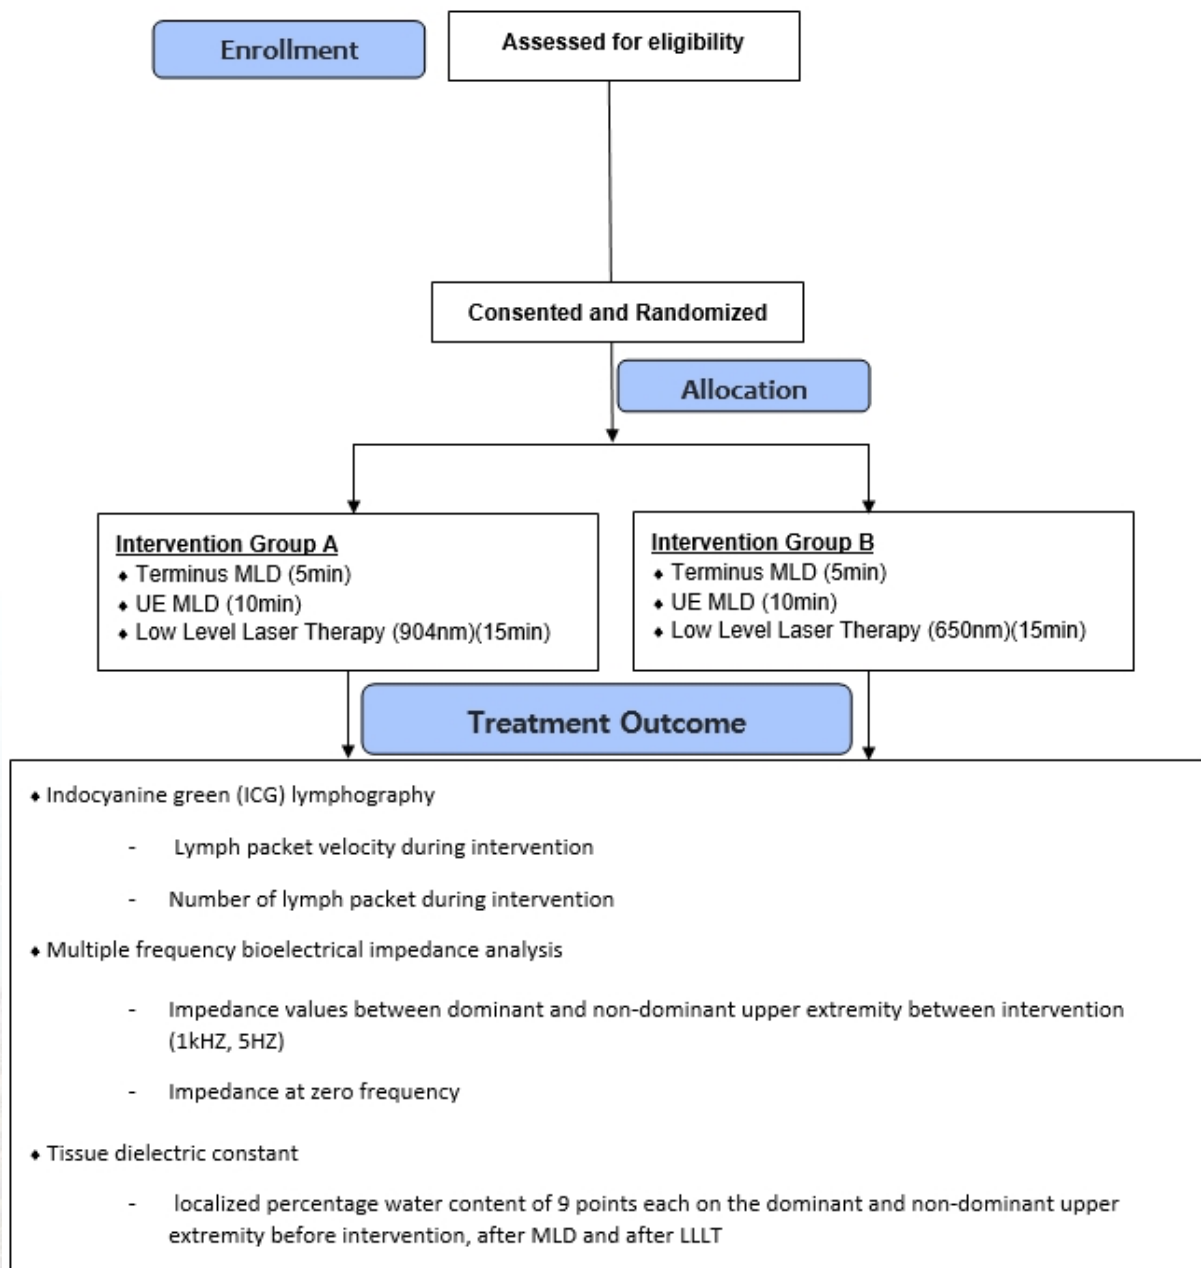 Enrollment
Assessed for eligibility
Consented and Randomized
Allocation
Intervention Group A
⬧ Terminus MLD (5min)
⬧ UE MLD (10min)
⬧ Low Level Laser Therapy (904nm)(15min)
Intervention Group B
⬧ Terminus MLD (5min)
⬧ UE MLD (10min)
⬧ Low Level Laser Therapy (650nm)(15min)
Treatment Outcome
⬧ Indocyanine green (ICG) lymphography
- Lymph packet velocity during intervention
- Number of lymph packet during intervention
⬧ Multiple frequency bioelectrical impedance analysis
- Impedance values between dominant and non-dominant upper extremity between intervention
(1kHZ, 5HZ)
- Impedance at zero frequency
⬧ Tissue dielectric constant
- localized percentage water content of 9 points each on the dominant and non-dominant upper
extremity before intervention, after MLD and after LLLT